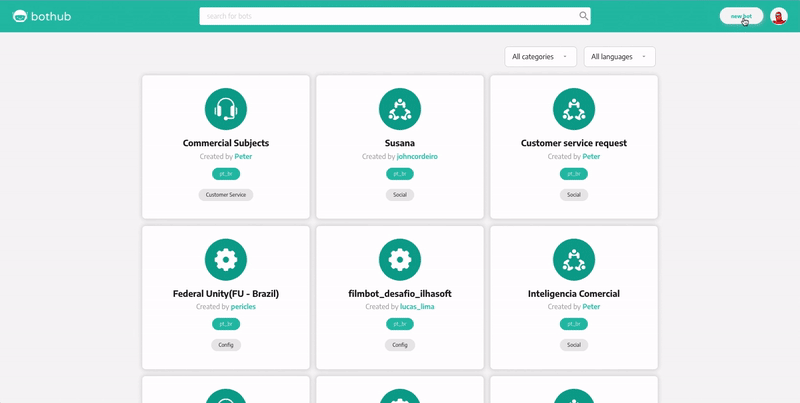 bothub
search for bots
new bot
All categories
All languages
Commercial Subjects
Created by Peter
pt_br
Customer Service
Susana
Created by johncordeiro
pt_br
Social
Customer service request
Created by Peter
pt_br
Social
Federal Unity(FU - Brazil)
Created by pericles
pt_br
Config
filmbot_desafio_ilhasoft
Created by lucas_lima
pt_br
Config
Inteligencia Comercial
Created by Peter
pt_br
Social